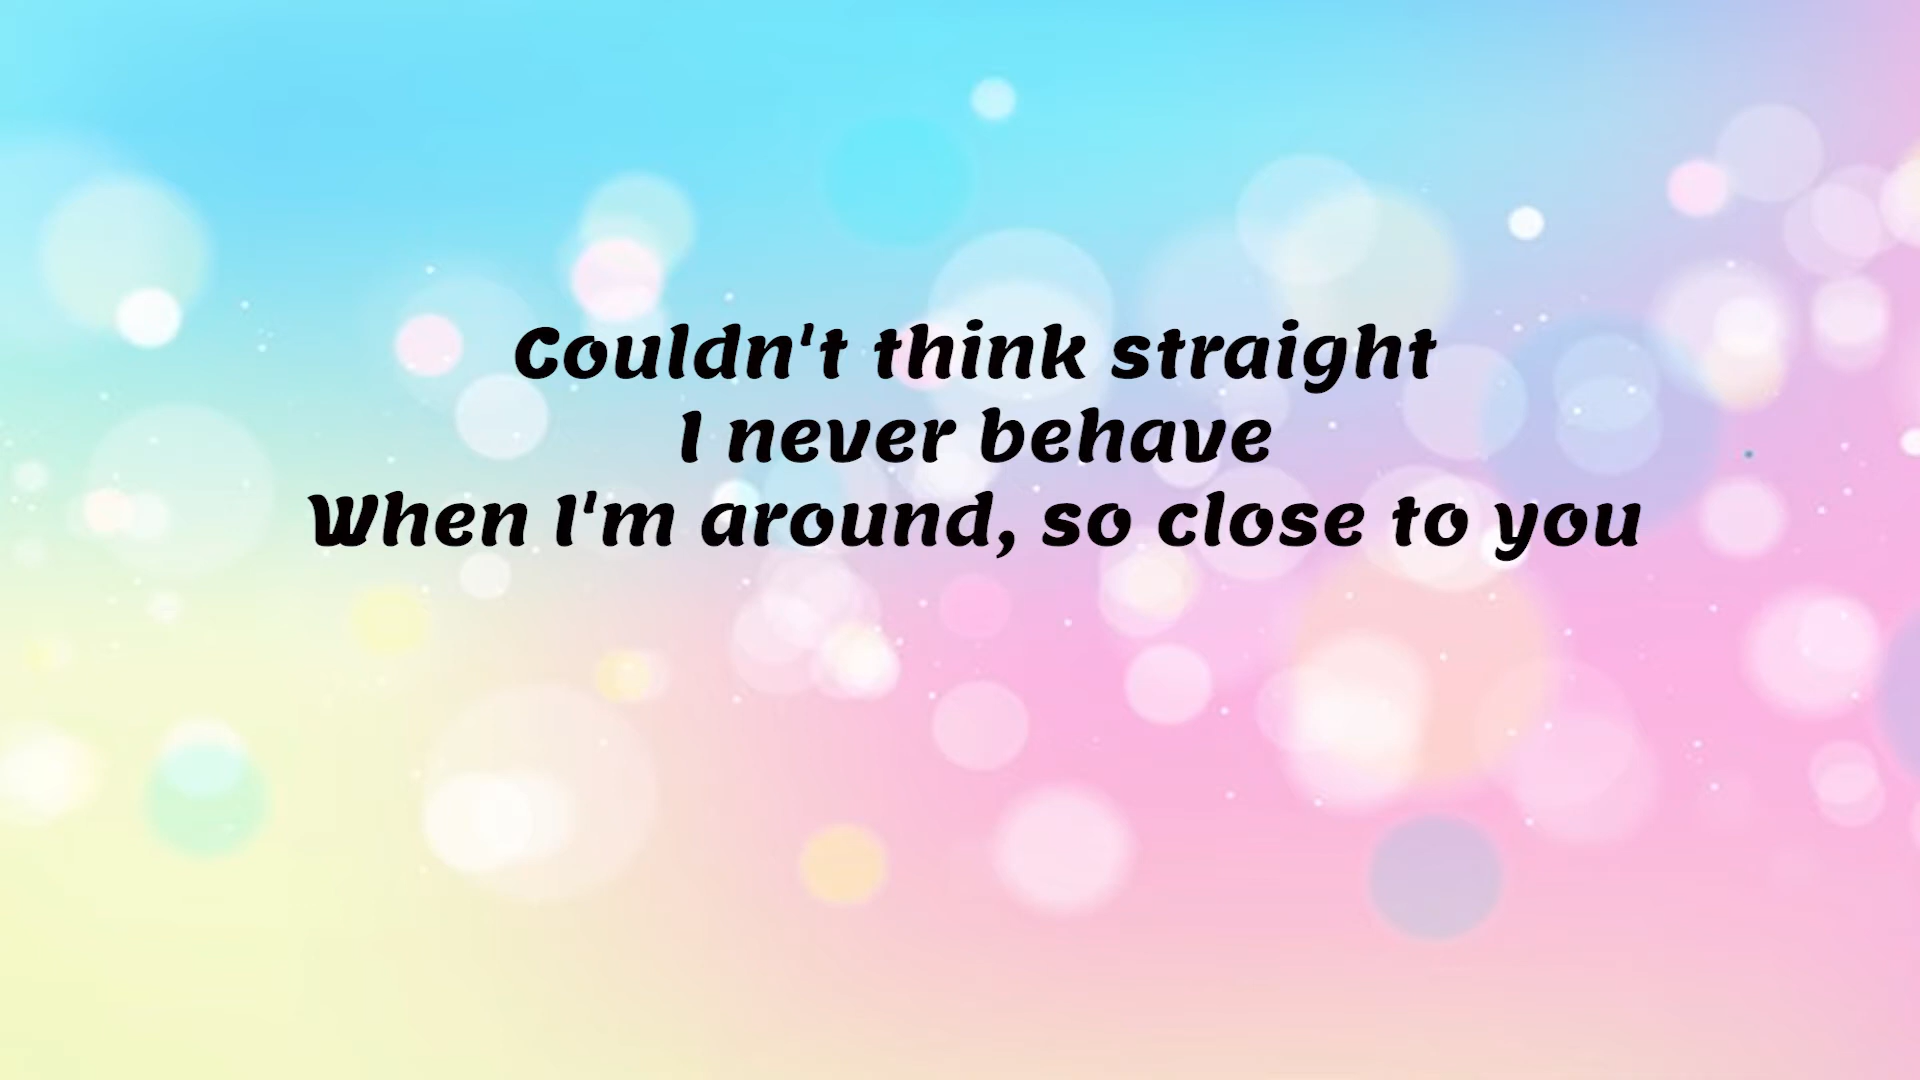 Couldn't think straight
I never behave
When I'm around, so close to you